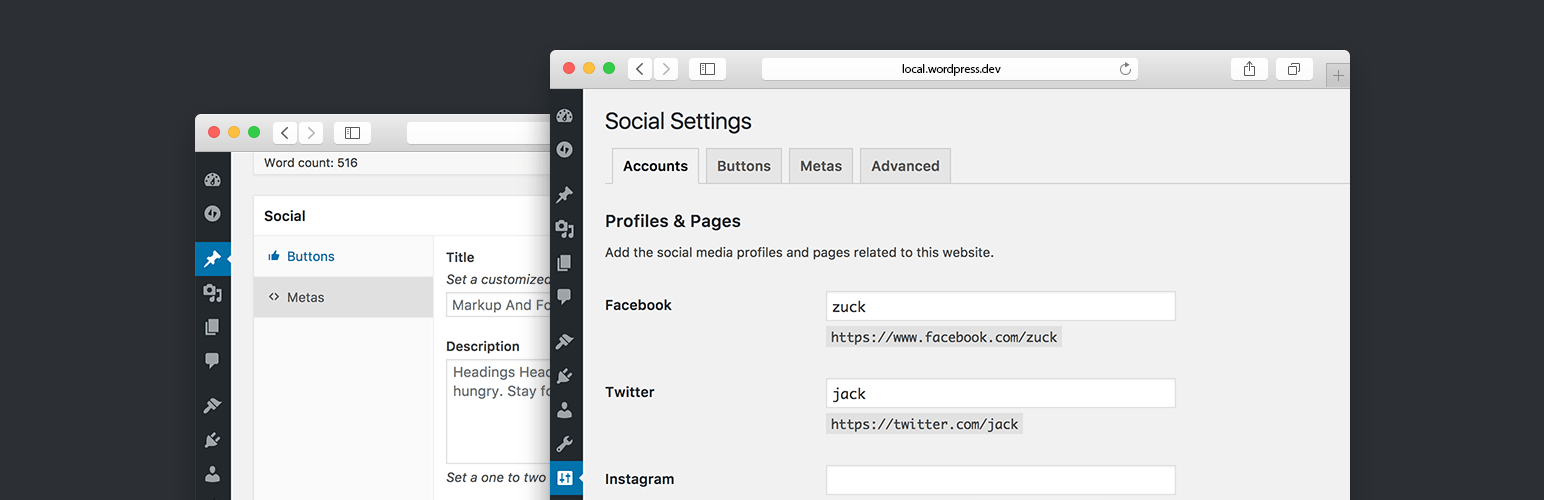 Word count: 516
Social
Buttons
Metas
Title
Set a customized
Markup And Fo
Description
Headings Head
hungry. Stay fo
Set a one to two
local.wordpress.dev
Social Settings
Accounts
Buttons
Metas
Advanced
Profiles & Pages
Add the social media profiles and pages related to this website.
Facebook
zuck
https://www.facebook.com/zuck
Twitter
jack
https://twitter.com/jack
Instagram